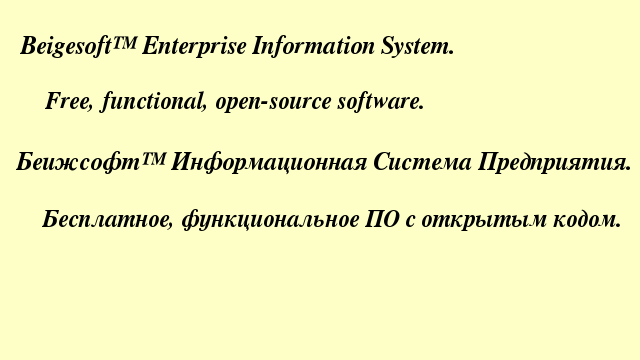 Beigesoft™ Enterprise Information System.
Free, functional, open-source software.
Беижсофт™ Информационная Система Предприятия.
Бесплатное, функциональное ПО с открытым кодом.